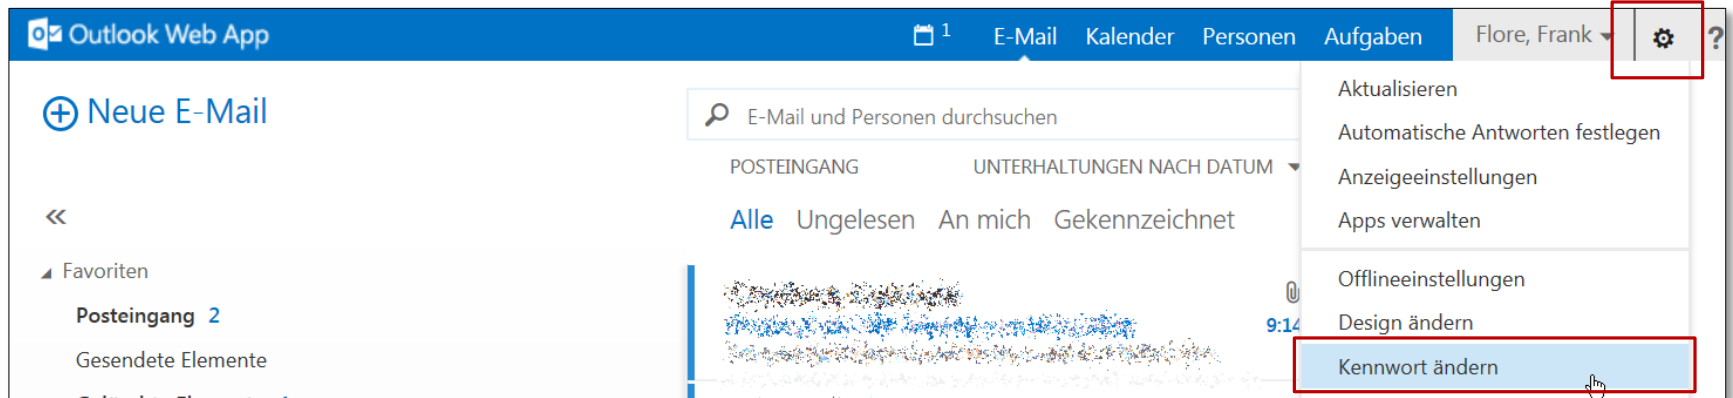 Outlook Web App
1 E-Mail Kalender Personen Aufgaben Flore, Frank ?
Neue E-Mail
E-Mail und Personen durchsuchen
POSTEINGANG UNTERHALTUNGEN NACH DATUM
Alle Ungelesen An mich Gekennzeichnet
Favoriten
Posteingang 2
Gesendete Elemente
9:14
Aktualisieren
Automatische Antworten festlegen
Anzeigeeinstellungen
Apps verwalten
Offlineeinstellungen
Design ändern
Kennwort ändern